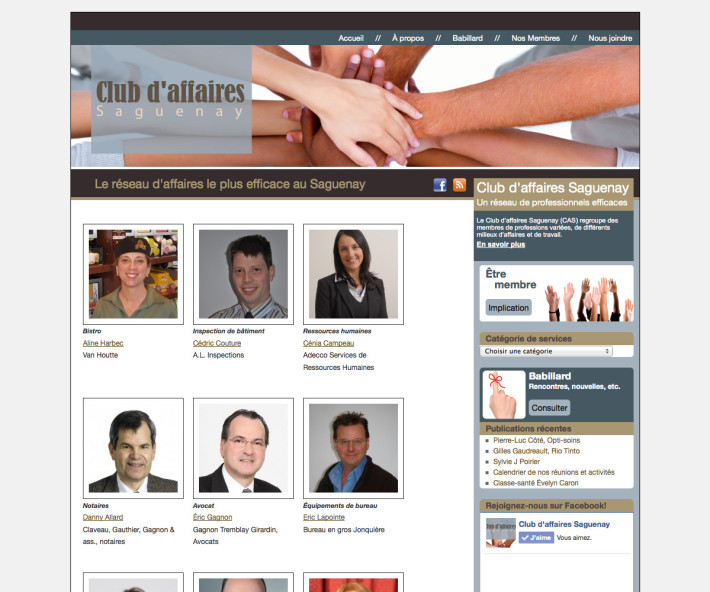 Accueil // À propos // Babillard // Nos Membres // Nous joindre
Club d'affaires
Saguenay
Le réseau d'affaires le plus efficace au Saguenay
Bistro
Aline Harbec
Van Houtte
Inspection de bâtiment
Cédric Couture
A.L. Inspections
Ressources humaines
Cénia Campeau
Adecco Services de
Ressources Humaines
Notaires
Danny Allard
Claveau, Gauthier, Gagnon &
ass., notaires
Avocat
Éric Gagnon
Gagnon Tremblay Girardin,
Avocats
Équipements de bureau
Eric Lapointe
Bureau en gros Jonquière
Club d'affaires Saguenay
Un réseau de professionnels efficaces
Le Club d'affaires Saguenay (CAS) regroupe des
membres de professions variées, de différents
milieux d'affaires et de travail.
En savoir plus
Être
membre
Implication
Catégorie de services
Choisir une catégorie
Babillard
Rencontres, nouvelles, etc.
Consulter
Publications récentes
Pierre-Luc Côté, Opti-soins
Gilles Gaudreault, Rio Tinto
Sylvie J Poirier
Calendrier de nos réunions et activités
Classe-santé Évelyn Caron
Rejoignez-nous sur Facebook!
Club d'affaires
Club d'affaires Saguenay
J'aime Vous aimez.